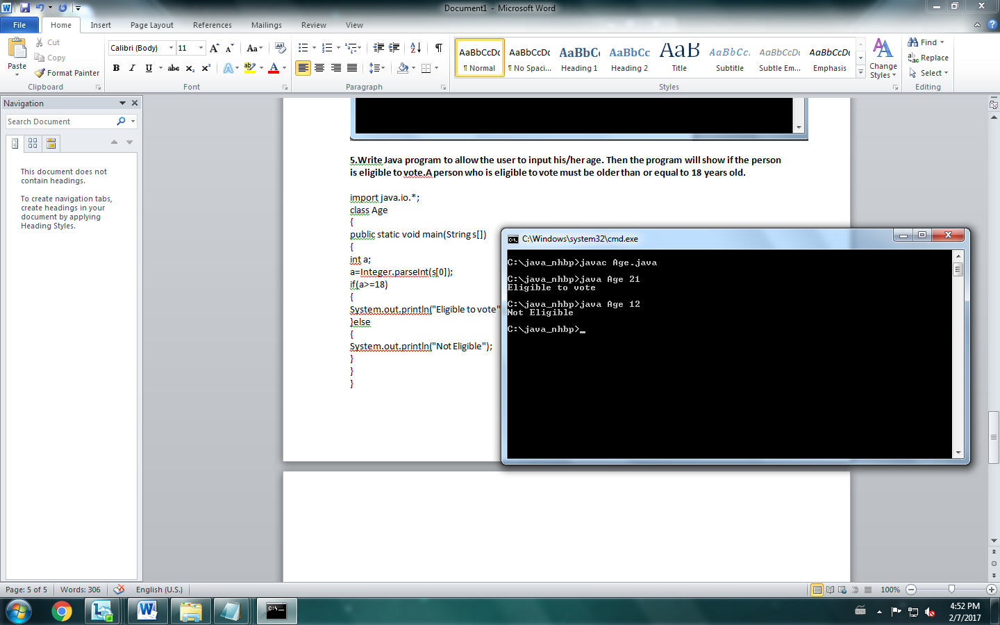 Document1 - Microsoft Word
File Home Insert Page Layout References Mailings Review View
Paste
Cut
Copy
Format Painter
Clipboard
Calibri (Body) 11
Font
Paragraph
AaBbCcDc AaBbCcDc AaBbCc AaBbCc AaB AaBbCc. AaBbCcDc AaBbCcDc
¶ Normal ¶ No Spaci... Heading 1 Heading 2 Title Subtitle Subtle Em... Emphasis
Styles
Change
Styles
Find
Replace
Select
Editing
Navigation
Search Document
This document does not
contain headings.
To create navigation tabs,
create headings in your
document by applying
Heading Styles.
5.Write Java program to allow the user to input his/her age. Then the program will show if the person
is eligible to vote.A person who is eligible to vote must be older than or equal to 18 years old.
import java.io.*;
class Age
{
public static void main(String s[])
{
int a;
a=Integer.parseInt(s[0]);
if(a>=18)
{
System.out.println("Eligible to vote"
}else
{
System.out.println("Not Eligible");
}
}
}
C:\Windows\system32\cmd.exe
C:\java_nhbp>javac Age.java
C:\java_nhbp>java Age 21
Eligible to vote
C:\java_nhbp>java Age 12
Not Eligible
C:\java_nhbp>_
Page: 5 of 5 Words: 306 English (U.S.) 100%
4:52 PM
2/7/2017